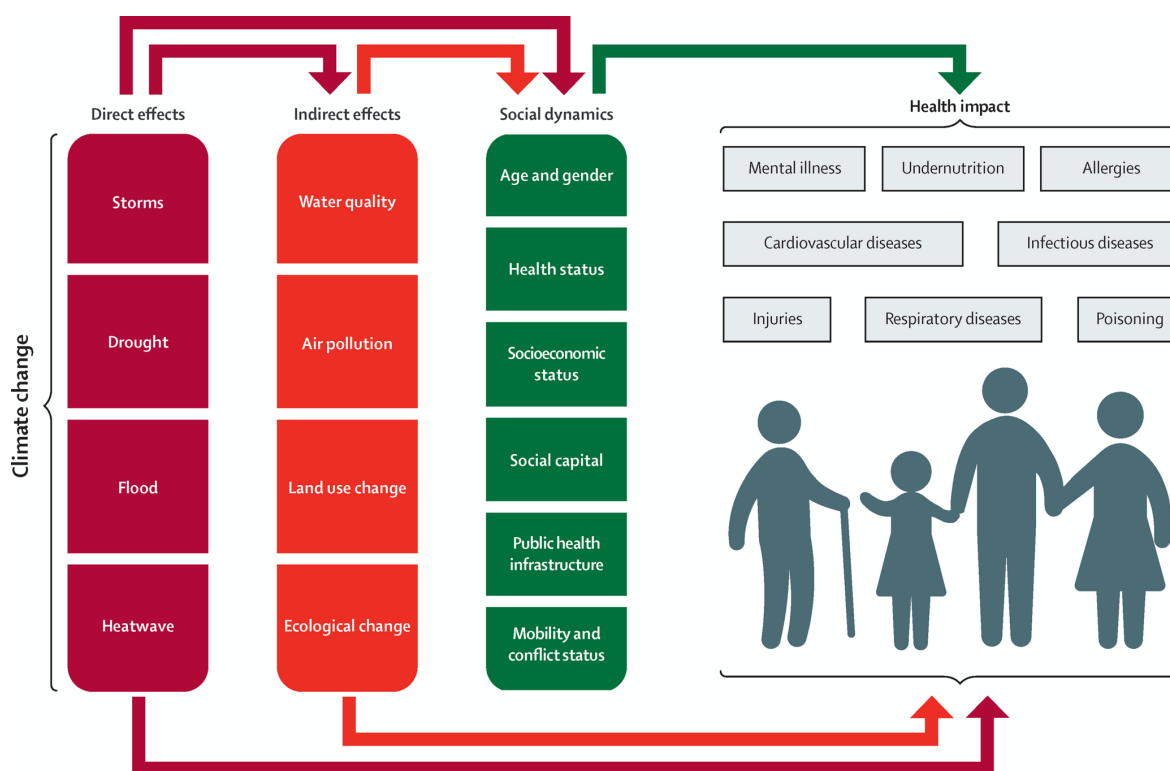 Direct effects
Indirect effects
Social dynamics
Health impact
Climate change
Storms
Drought
Flood
Heatwave
Water quality
Air pollution
Land use change
Ecological change
Age and gender
Health status
Socioeconomic
status
Social capital
Public health
infrastructure
Mobility and
conflict status
Mental illness
Undernutrition
Allergies
Cardiovascular diseases
Infectious diseases
Injuries
Respiratory diseases
Poisoning